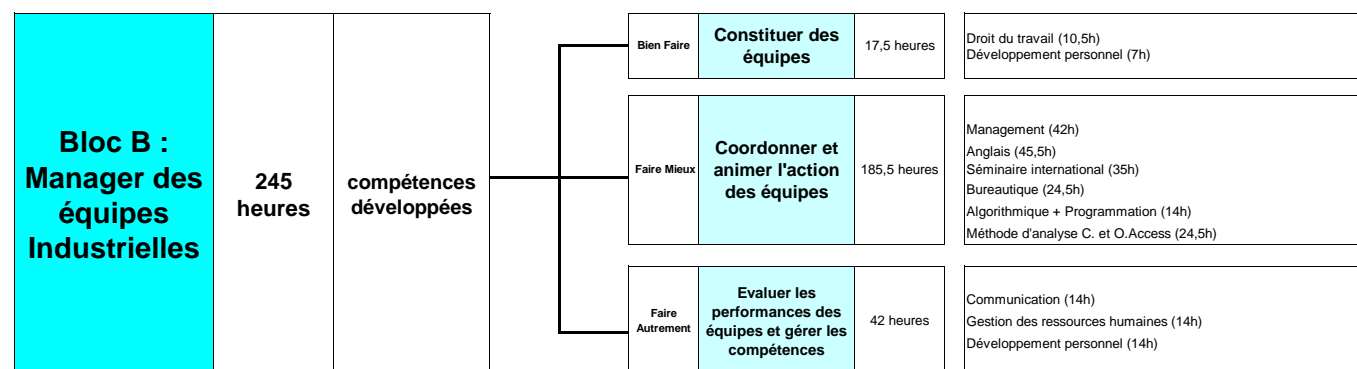 Bloc B :
Manager des
équipes
Industrielles
245
heures
compétences
développées
Bien Faire
Constituer des
équipes
17,5 heures
Droit du travail (10,5h)
Développement personnel (7h)
Faire Mieux
Coordonner et
animer l'action
des équipes
185,5 heures
Management (42h)
Anglais (45,5h)
Séminaire international (35h)
Bureautique (24,5h)
Algorithmique + Programmation (14h)
Méthode d'analyse C. et O.Access (24,5h)
Faire
Autrement
Evaluer les
performances des
équipes et gérer les
compétences
42 heures
Communication (14h)
Gestion des ressources humaines (14h)
Développement personnel (14h)